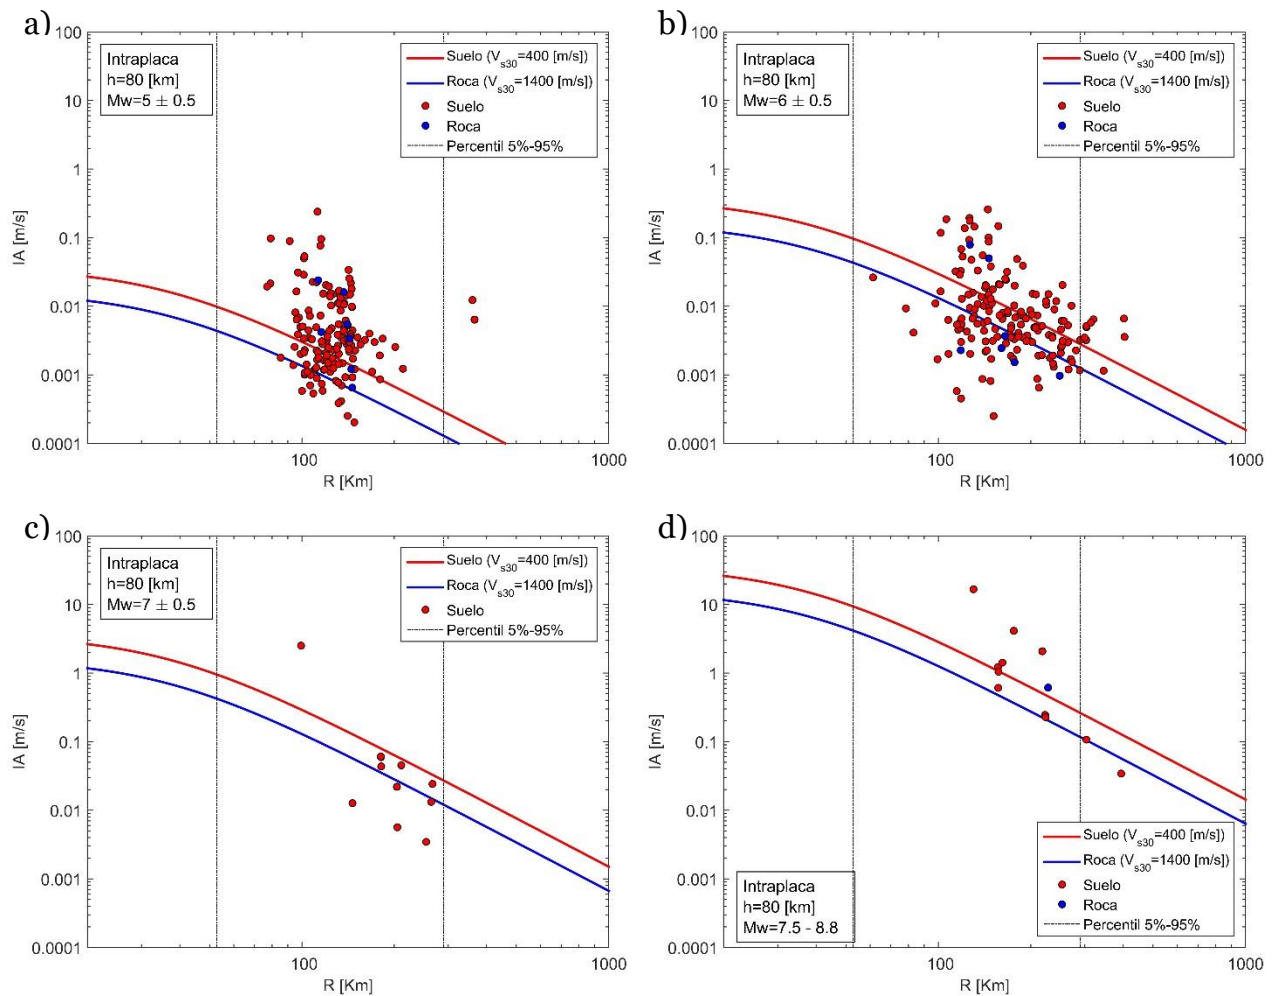 a)
100
10
1
0.1
0.01
0.001
0.0001
IA [m/s]
100
1000
R [Km]
Intraplaca
h=80 [km]
Mw=5 ± 0.5
Suelo (Vs30=400 [m/s])
Roca (Vs30=1400 [m/s])
Suelo
Roca
Percentil 5%-95%
b)
100
10
1
0.1
0.01
0.001
0.0001
IA [m/s]
100
1000
R [Km]
Intraplaca
h=80 [km]
Mw=6 ± 0.5
Suelo (Vs30=400 [m/s])
Roca (Vs30=1400 [m/s])
Suelo
Roca
Percentil 5%-95%
c)
100
10
1
0.1
0.01
0.001
0.0001
IA [m/s]
100
1000
R [Km]
Intraplaca
h=80 [km]
Mw=7 ± 0.5
Suelo (Vs30=400 [m/s])
Roca (Vs30=1400 [m/s])
Suelo
Percentil 5%-95%
d)
100
10
1
0.1
0.01
0.001
0.0001
IA [m/s]
100
1000
R [Km]
Intraplaca
h=80 [km]
Mw=7.5 - 8.8
Suelo (Vs30=400 [m/s])
Roca (Vs30=1400 [m/s])
Suelo
Roca
Percentil 5%-95%